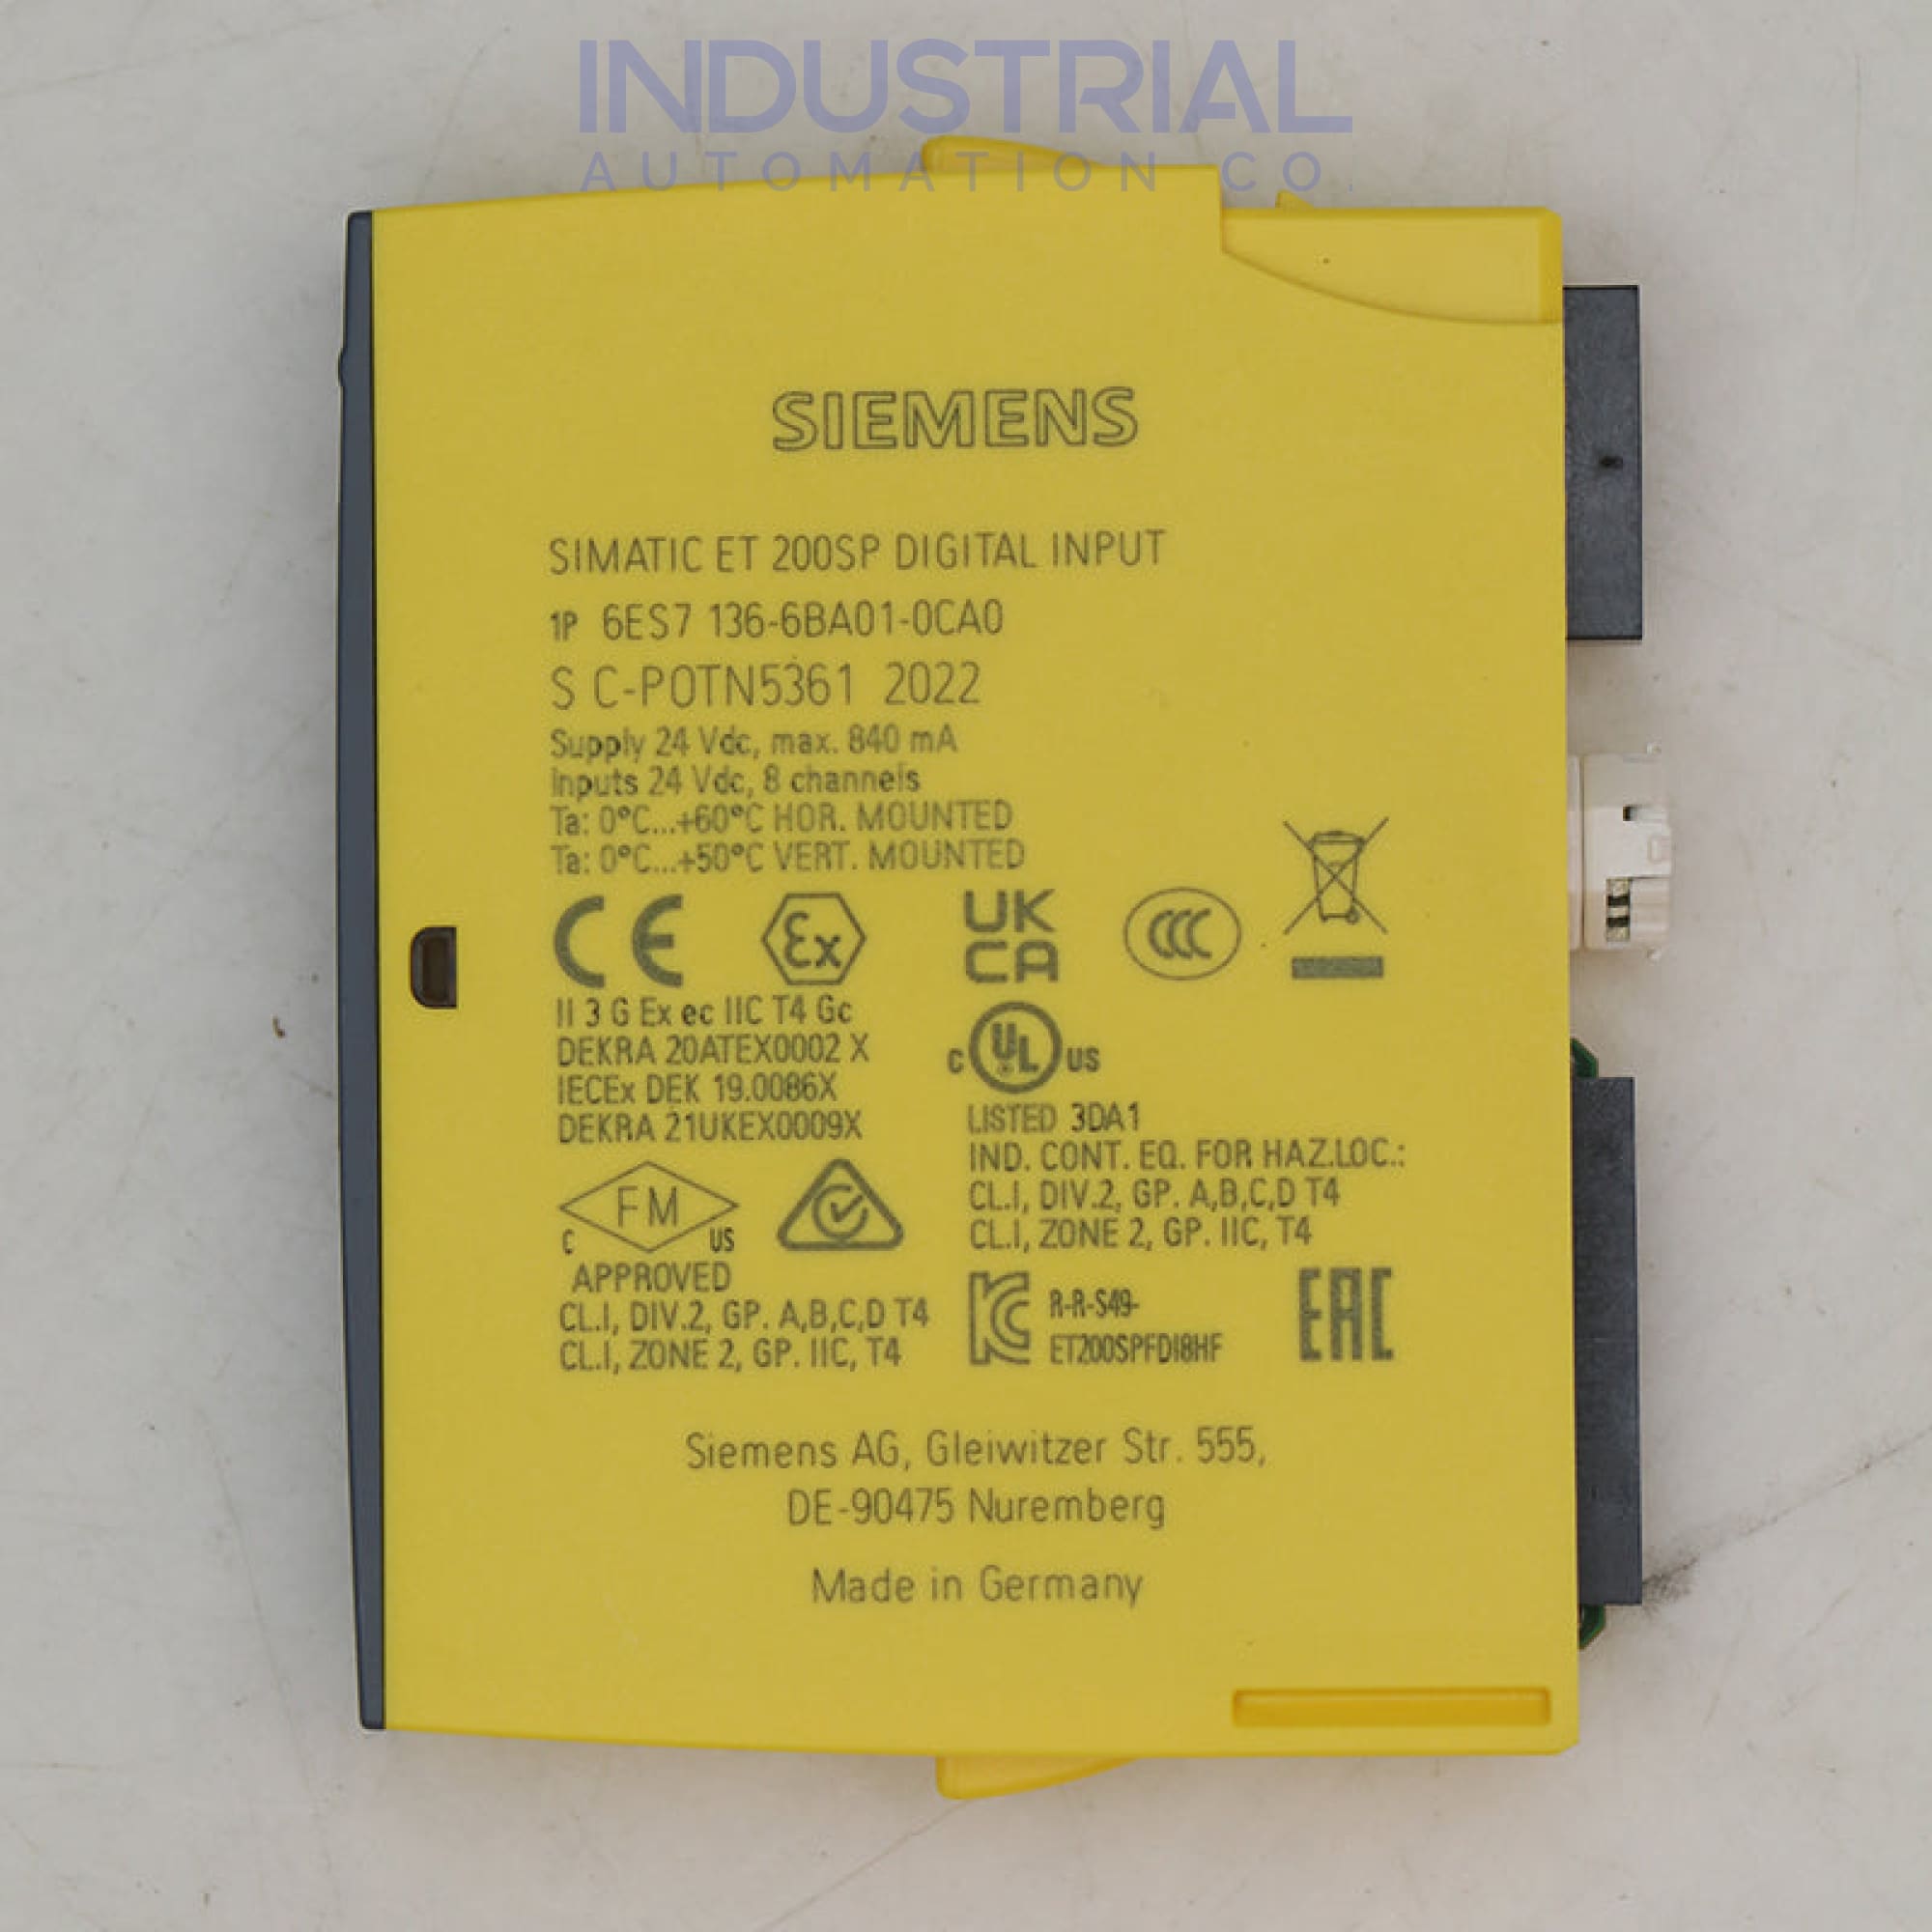 INDUSTRIAL
AUTOMATION CO.
SIEMENS
SIMATIC ET 200SP DIGITAL INPUT
1P 6ES7 136-6BA01-0CA0
S C-P0TN5361 2022
Supply 24 Vdc, max. 840 mA
Inputs 24 Vdc, 8 channels
Ta: 0°C...+60°C HOR. MOUNTED
Ta: 0°C...+50°C VERT. MOUNTED
CE Ex UK CA CCC
II 3 G Ex ec IIC T4 Gc
DEKRA 20ATEX0002 X
IECEx DEK 19.0086X
DEKRA 21UKEX0009X
C FM US
APPROVED
CL.I, DIV.2, GP. A,B,C,D T4
CL.I, ZONE 2, GP. IIC, T4
C UL US
LISTED 3DA1
IND. CONT. EQ. FOR HAZ.LOC.:
CL.I, DIV.2, GP. A,B,C,D T4
CL.I, ZONE 2, GP. IIC, T4
KC R-R-S49-
ET200SPFDI8HF
EAC
Siemens AG, Gleiwitzer Str. 555,
DE-90475 Nuremberg
Made in Germany